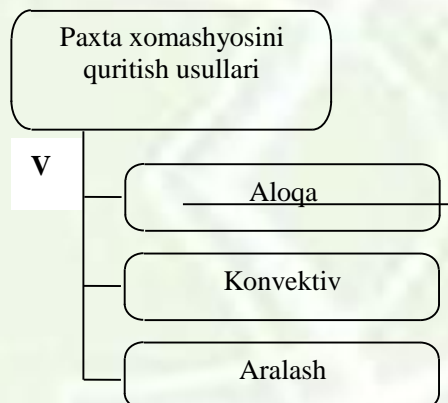 Paxta xomashyosini
quritish usullari
V
Aloqa
Konvektiv
Aralash